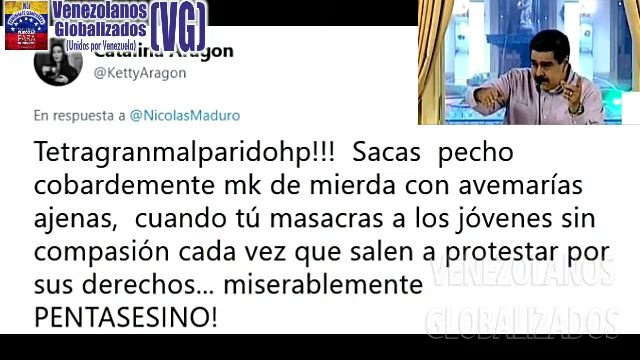 Venezolanos
Globalizados
(Unidos por Venezuela)
(VG)
Catalina Aragon
@KettyAragon
En respuesta a @NicolasMaduro
Tetragranmalparidohp!!! Sacas pecho
cobardemente mk de mierda con avemarías
ajenas, cuando tú masacras a los jóvenes sin
compasión cada vez que salen a protestar por
sus derechos... miserablemente
PENTASESINO!
VENEZOLANOS
GLOBALIZADOS